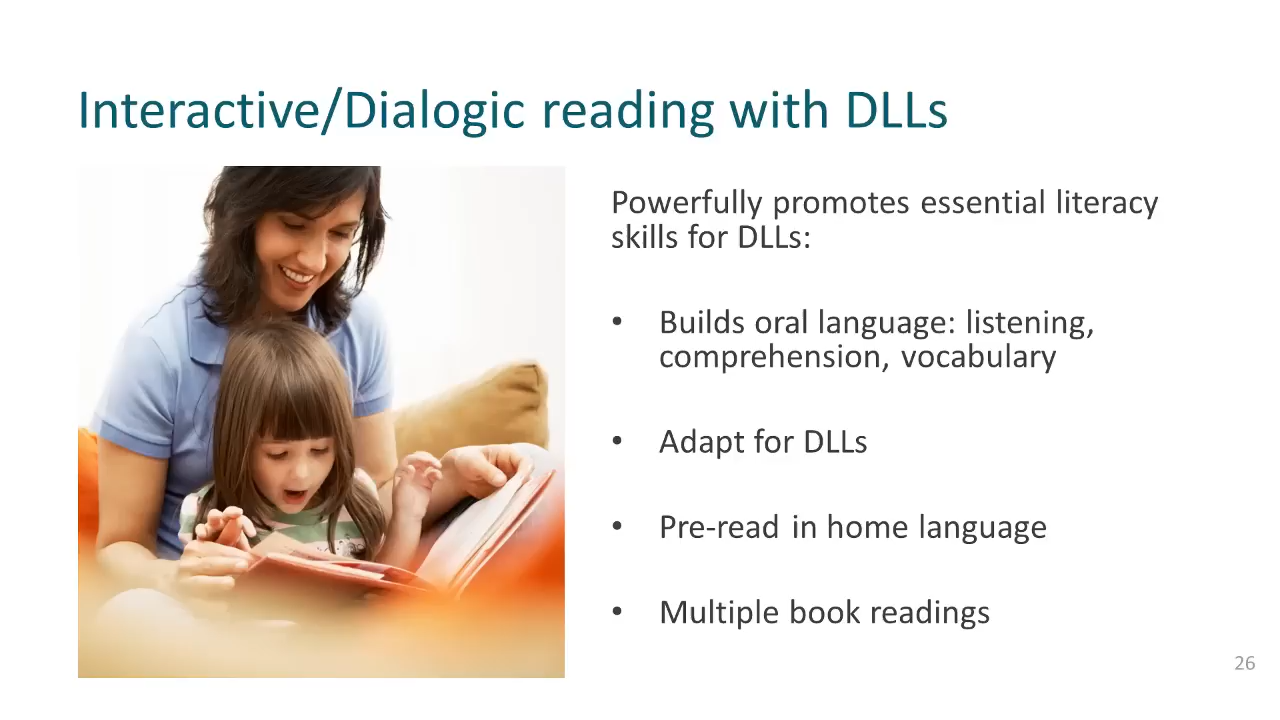 Interactive/Dialogic reading with DLLs
Powerfully promotes essential literacy
skills for DLLs:
• Builds oral language: listening,
comprehension, vocabulary
• Adapt for DLLs
• Pre-read in home language
• Multiple book readings
26